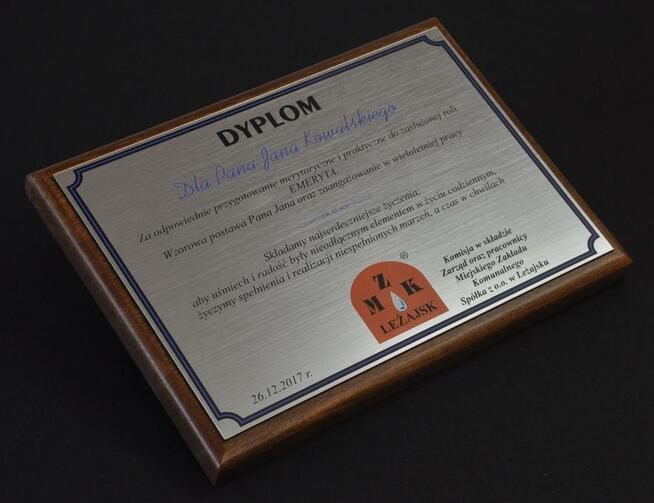 DYPLOM
Dla Pana Jana Kowalskiego
Za odpowiednie przygotowanie merytoryczne i praktyczne do zasłużonej roli
EMERYTA.
Wzorowa postawa Pana Jana oraz zaangażowanie w wieloletniej pracy
Składamy najserdeczniejsze życzenia,
aby uśmiech i radość były nieodłącznym elementem w życiu codziennym,
życzymy spełnienia i realizacji niespełnionych marzeń, a czas w chwilach
®
Z
M K
LEŻAJSK
Komisja w składzie
Zarząd oraz pracownicy
Miejskiego Zakładu
Komunalnego
Spółka z o.o. w Leżajsku
26.12.2017 r.